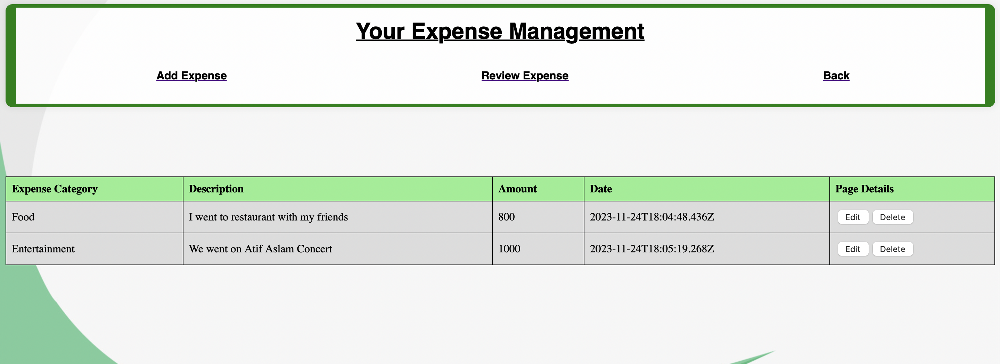 Your Expense Management
Add Expense Review Expense Back
Expense Category Description Amount Date Page Details
Food I went to restaurant with my friends 800 2023-11-24T18:04:48.436Z Edit Delete
Entertainment We went on Atif Aslam Concert 1000 2023-11-24T18:05:19.268Z Edit Delete